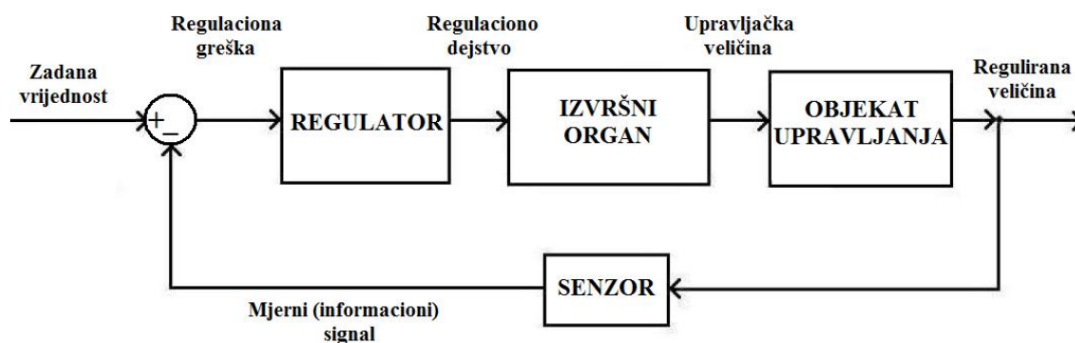 Regulaciona
greška
Regulaciono
dejstvo
Upravljačka
veličina
Zadana
vrijednost
Regulirana
veličina
+
−
REGULATOR
IZVRŠNI
ORGAN
OBJEKAT
UPRAVLJANJA
SENZOR
Mjerni (informacioni)
signal